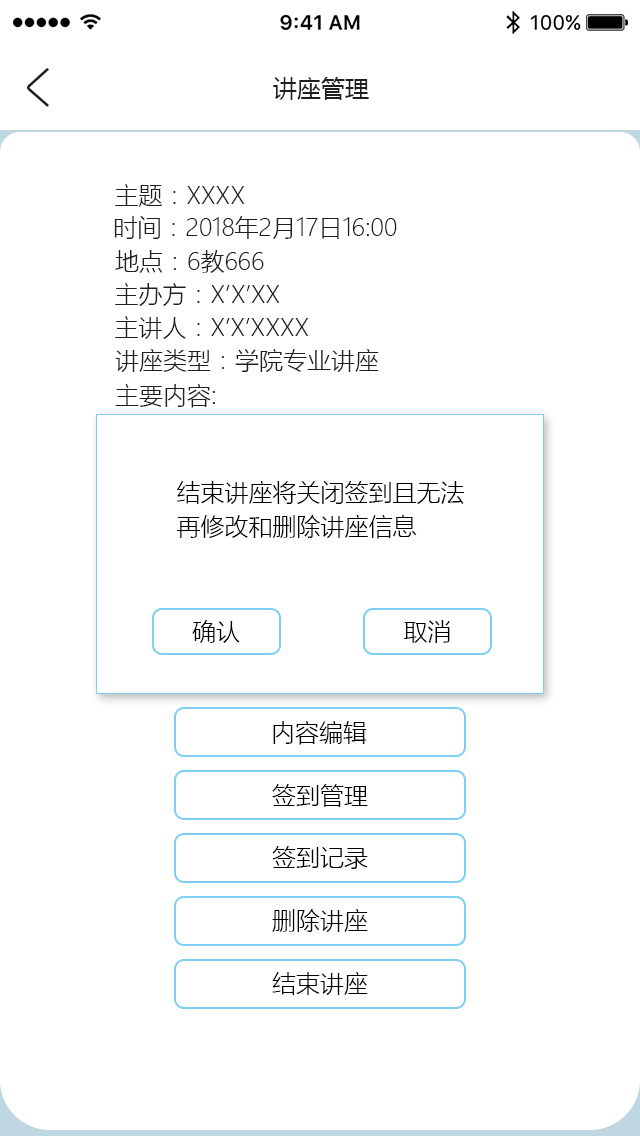 9:41 AM
100%
讲座管理
主题：XXXX
时间：2018年2月17日16:00
地点：6教666
主办方：X'X'XX
主讲人：X'X'XXXX
讲座类型：学院专业讲座
主要内容:
结束讲座将关闭签到且无法
再修改和删除讲座信息
确认
取消
内容编辑
签到管理
签到记录
删除讲座
结束讲座